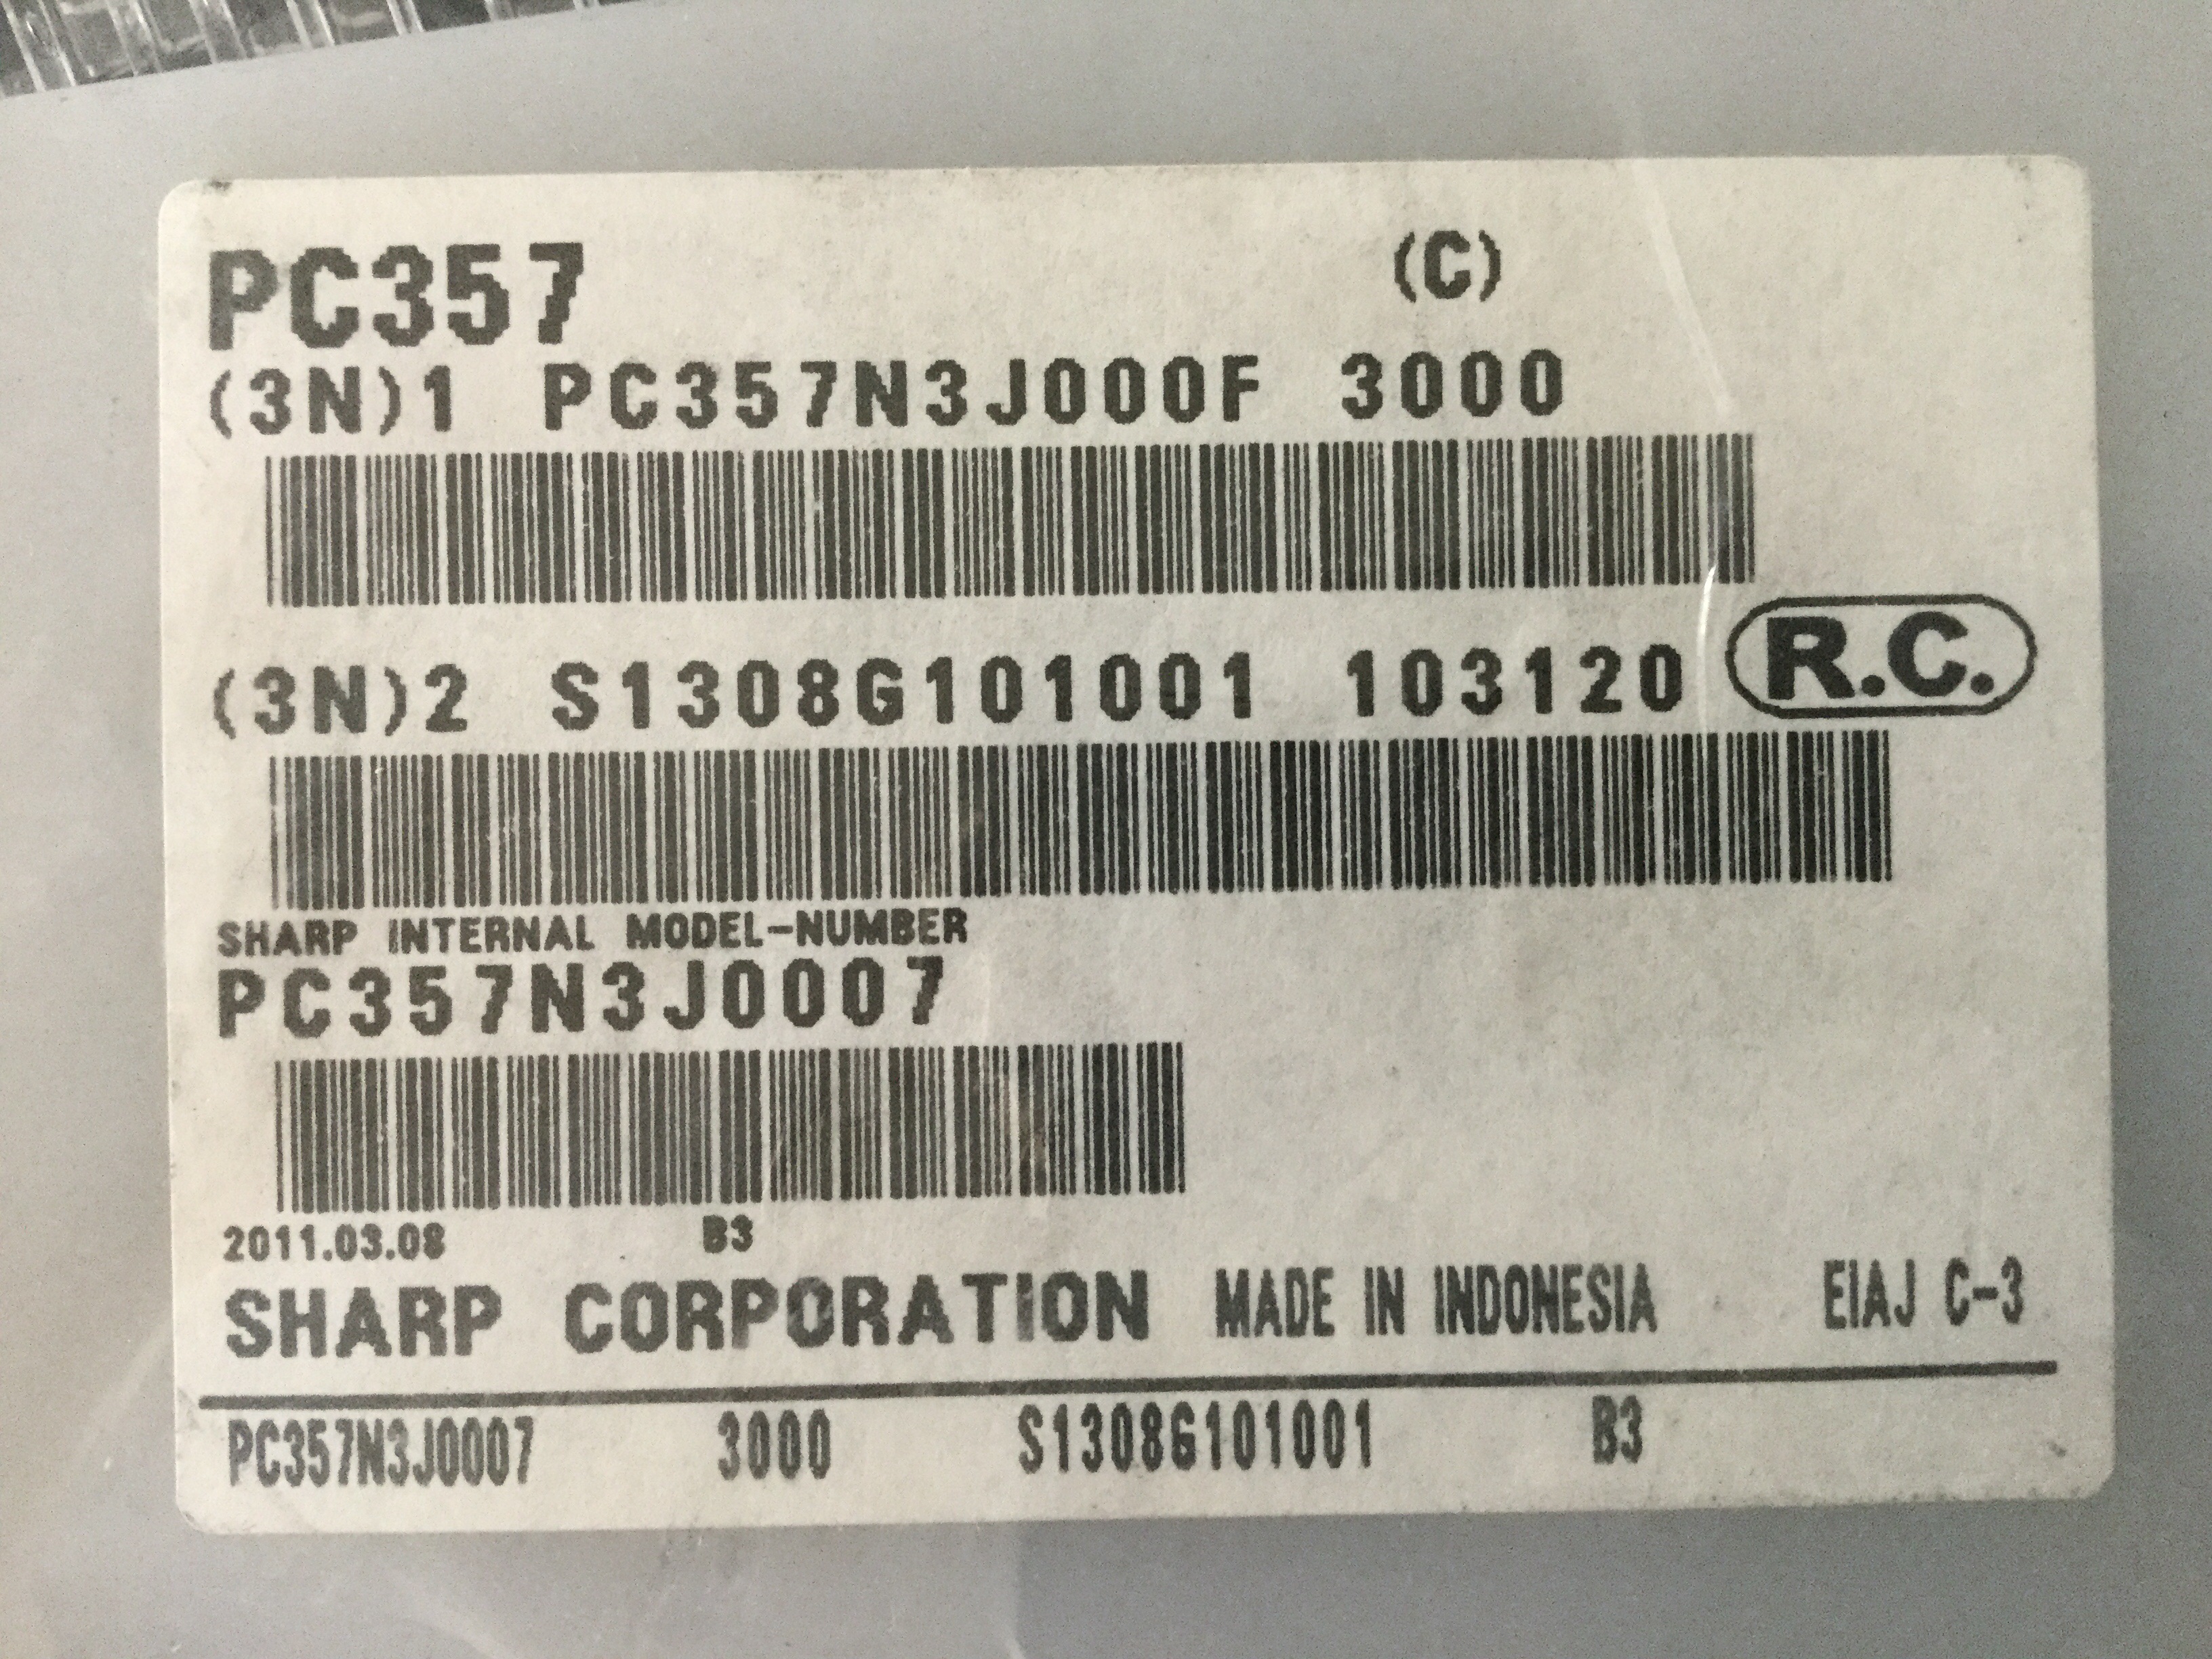 PC357 (C)
(3N)1 PC357N3J000F 3000
(3N)2 S1308G101001 103120 R.C.
SHARP INTERNAL MODEL-NUMBER
PC357N3J0007
2011.03.08 B3
SHARP CORPORATION MADE IN INDONESIA EIAJ C-3
PC357N3J0007 3000 S1308G101001 B3